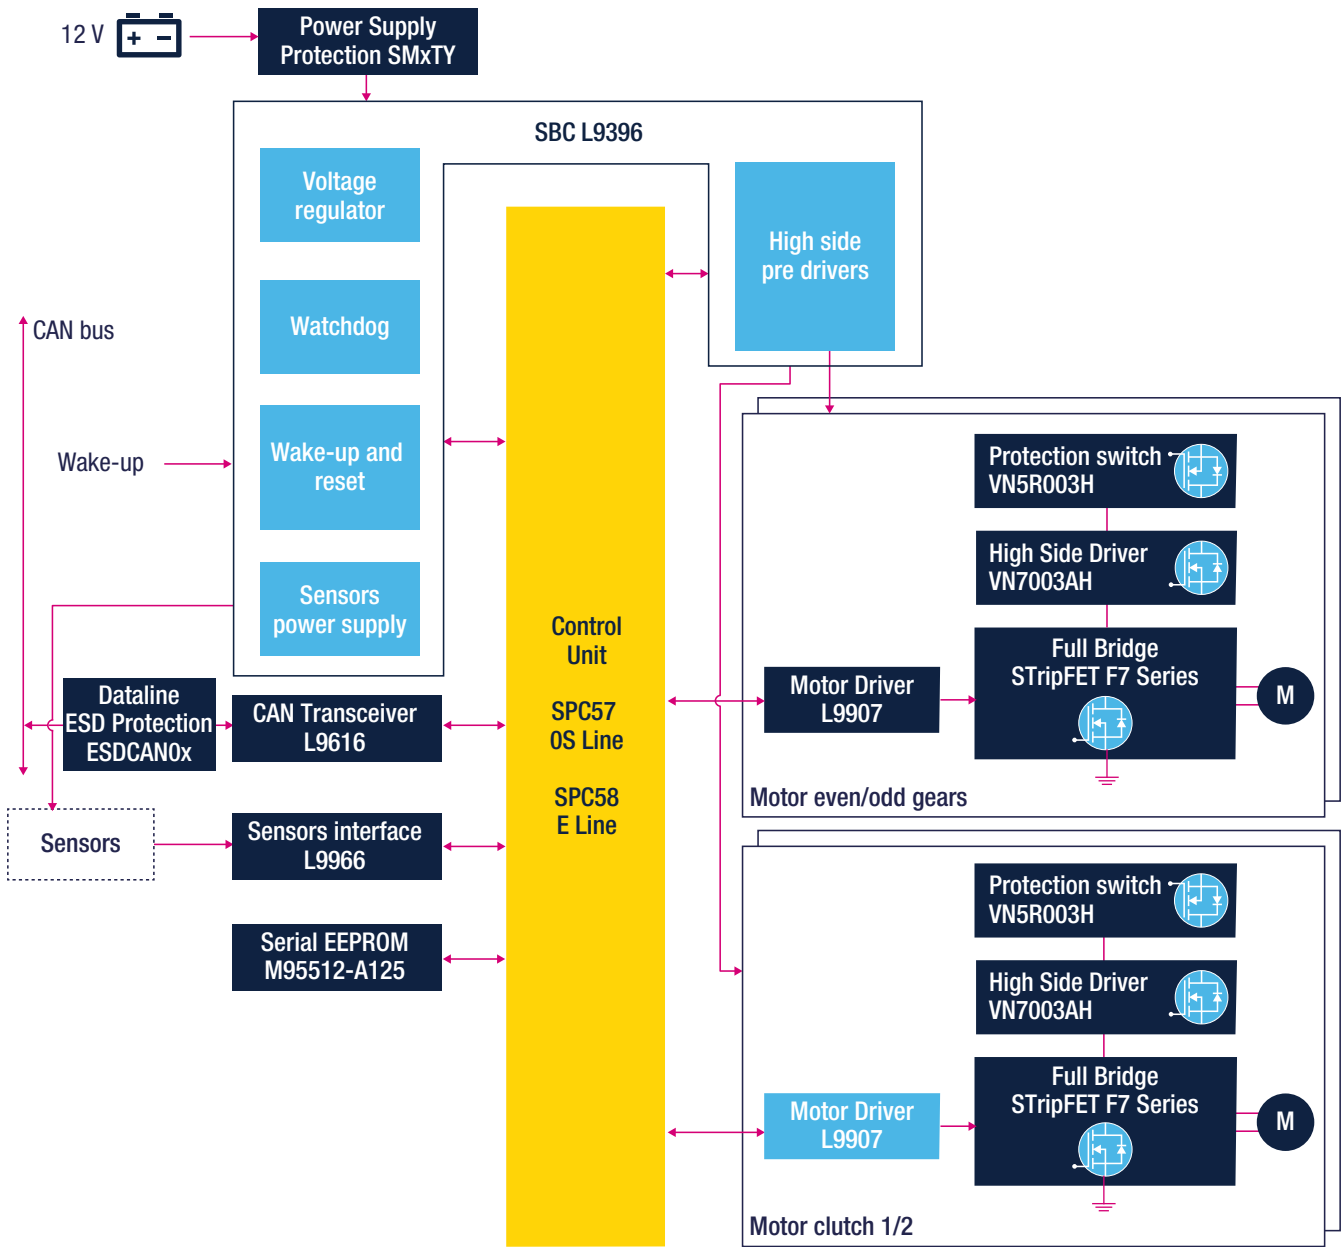 12 V
+ −
Power Supply
Protection SMxTY
SBC L9396
Voltage
regulator
High side
pre drivers
Watchdog
CAN bus
Wake-up
Wake-up and
reset
Sensors
power supply
Control
Unit
SPC57
0S Line
SPC58
E Line
Dataline
ESD Protection
ESDCAN0x
CAN Transceiver
L9616
Sensors
Sensors interface
L9966
Serial EEPROM
M95512-A125
Protection switch
VN5R003H
High Side Driver
VN7003AH
Full Bridge
STripFET F7 Series
Motor Driver
L9907
M
Motor even/odd gears
Protection switch
VN5R003H
High Side Driver
VN7003AH
Full Bridge
STripFET F7 Series
Motor Driver
L9907
M
Motor clutch 1/2